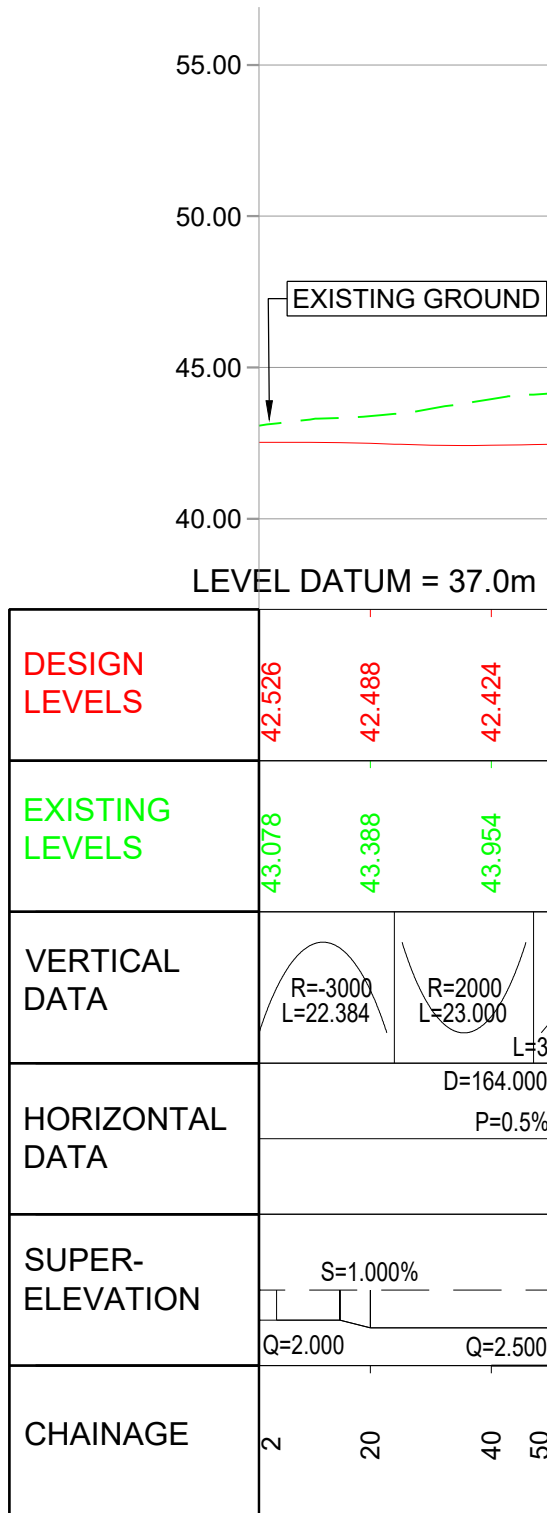 55.00
50.00
EXISTING GROUND
45.00
40.00
LEVEL DATUM = 37.0m
DESIGN
LEVELS
42.526
42.488
42.424
EXISTING
LEVELS
43.078
43.388
43.954
VERTICAL
DATA
R=-3000
L=22.384
R=2000
L=23.000
L=3
HORIZONTAL
DATA
D=164.000
P=0.5%
SUPER-
ELEVATION
S=1.000%
Q=2.000
Q=2.500
CHAINAGE
2
20
40
50